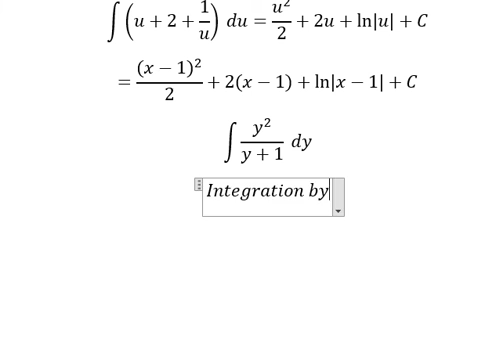 ∫ (u + 2 + 1/u) du = u²/2 + 2u + ln|u| + C
= (x − 1)²/2 + 2(x − 1) + ln|x − 1| + C
∫ y²/(y + 1) dy
Integration by